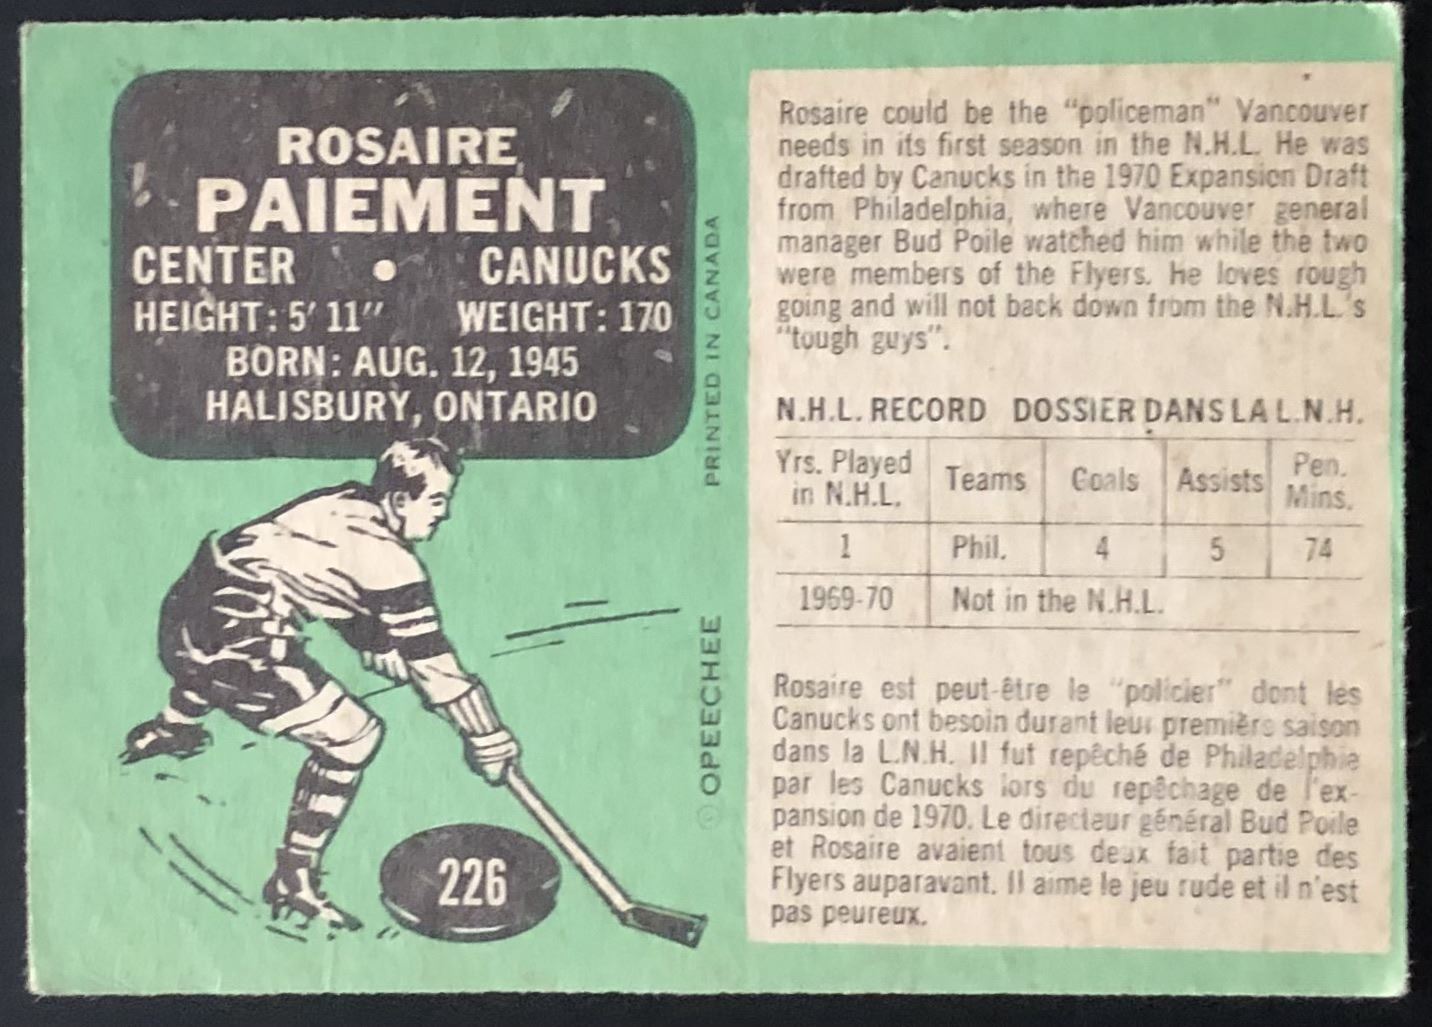 ROSAIRE
PAIEMENT
CENTER • CANUCKS
HEIGHT: 5' 11" WEIGHT: 170
BORN: AUG. 12, 1945
HALISBURY, ONTARIO
226
© OPEECHEE PRINTED IN CANADA
Rosaire could be the "policeman" Vancouver
needs in its first season in the N.H.L. He was
drafted by Canucks in the 1970 Expansion Draft
from Philadelphia, where Vancouver general
manager Bud Poile watched him while the two
were members of the Flyers. He loves rough
going and will not back down from the N.H.L.'s
"tough guys".
N.H.L. RECORD DOSSIER DANS LA L.N.H.
Yrs. Played in N.H.L. Teams Goals Assists Pen. Mins.
1 Phil. 4 5 74
1969-70 Not in the N.H.L.
Rosaire est peut-être le "policier" dont les
Canucks ont besoin durant leur première saison
dans la L.N.H. Il fut repêché de Philadelphie
par les Canucks lors du repêchage de l'ex-
pansion de 1970. Le directeur général Bud Poile
et Rosaire avaient tous deux fait partie des
Flyers auparavant. Il aime le jeu rude et il n'est
pas peureux.